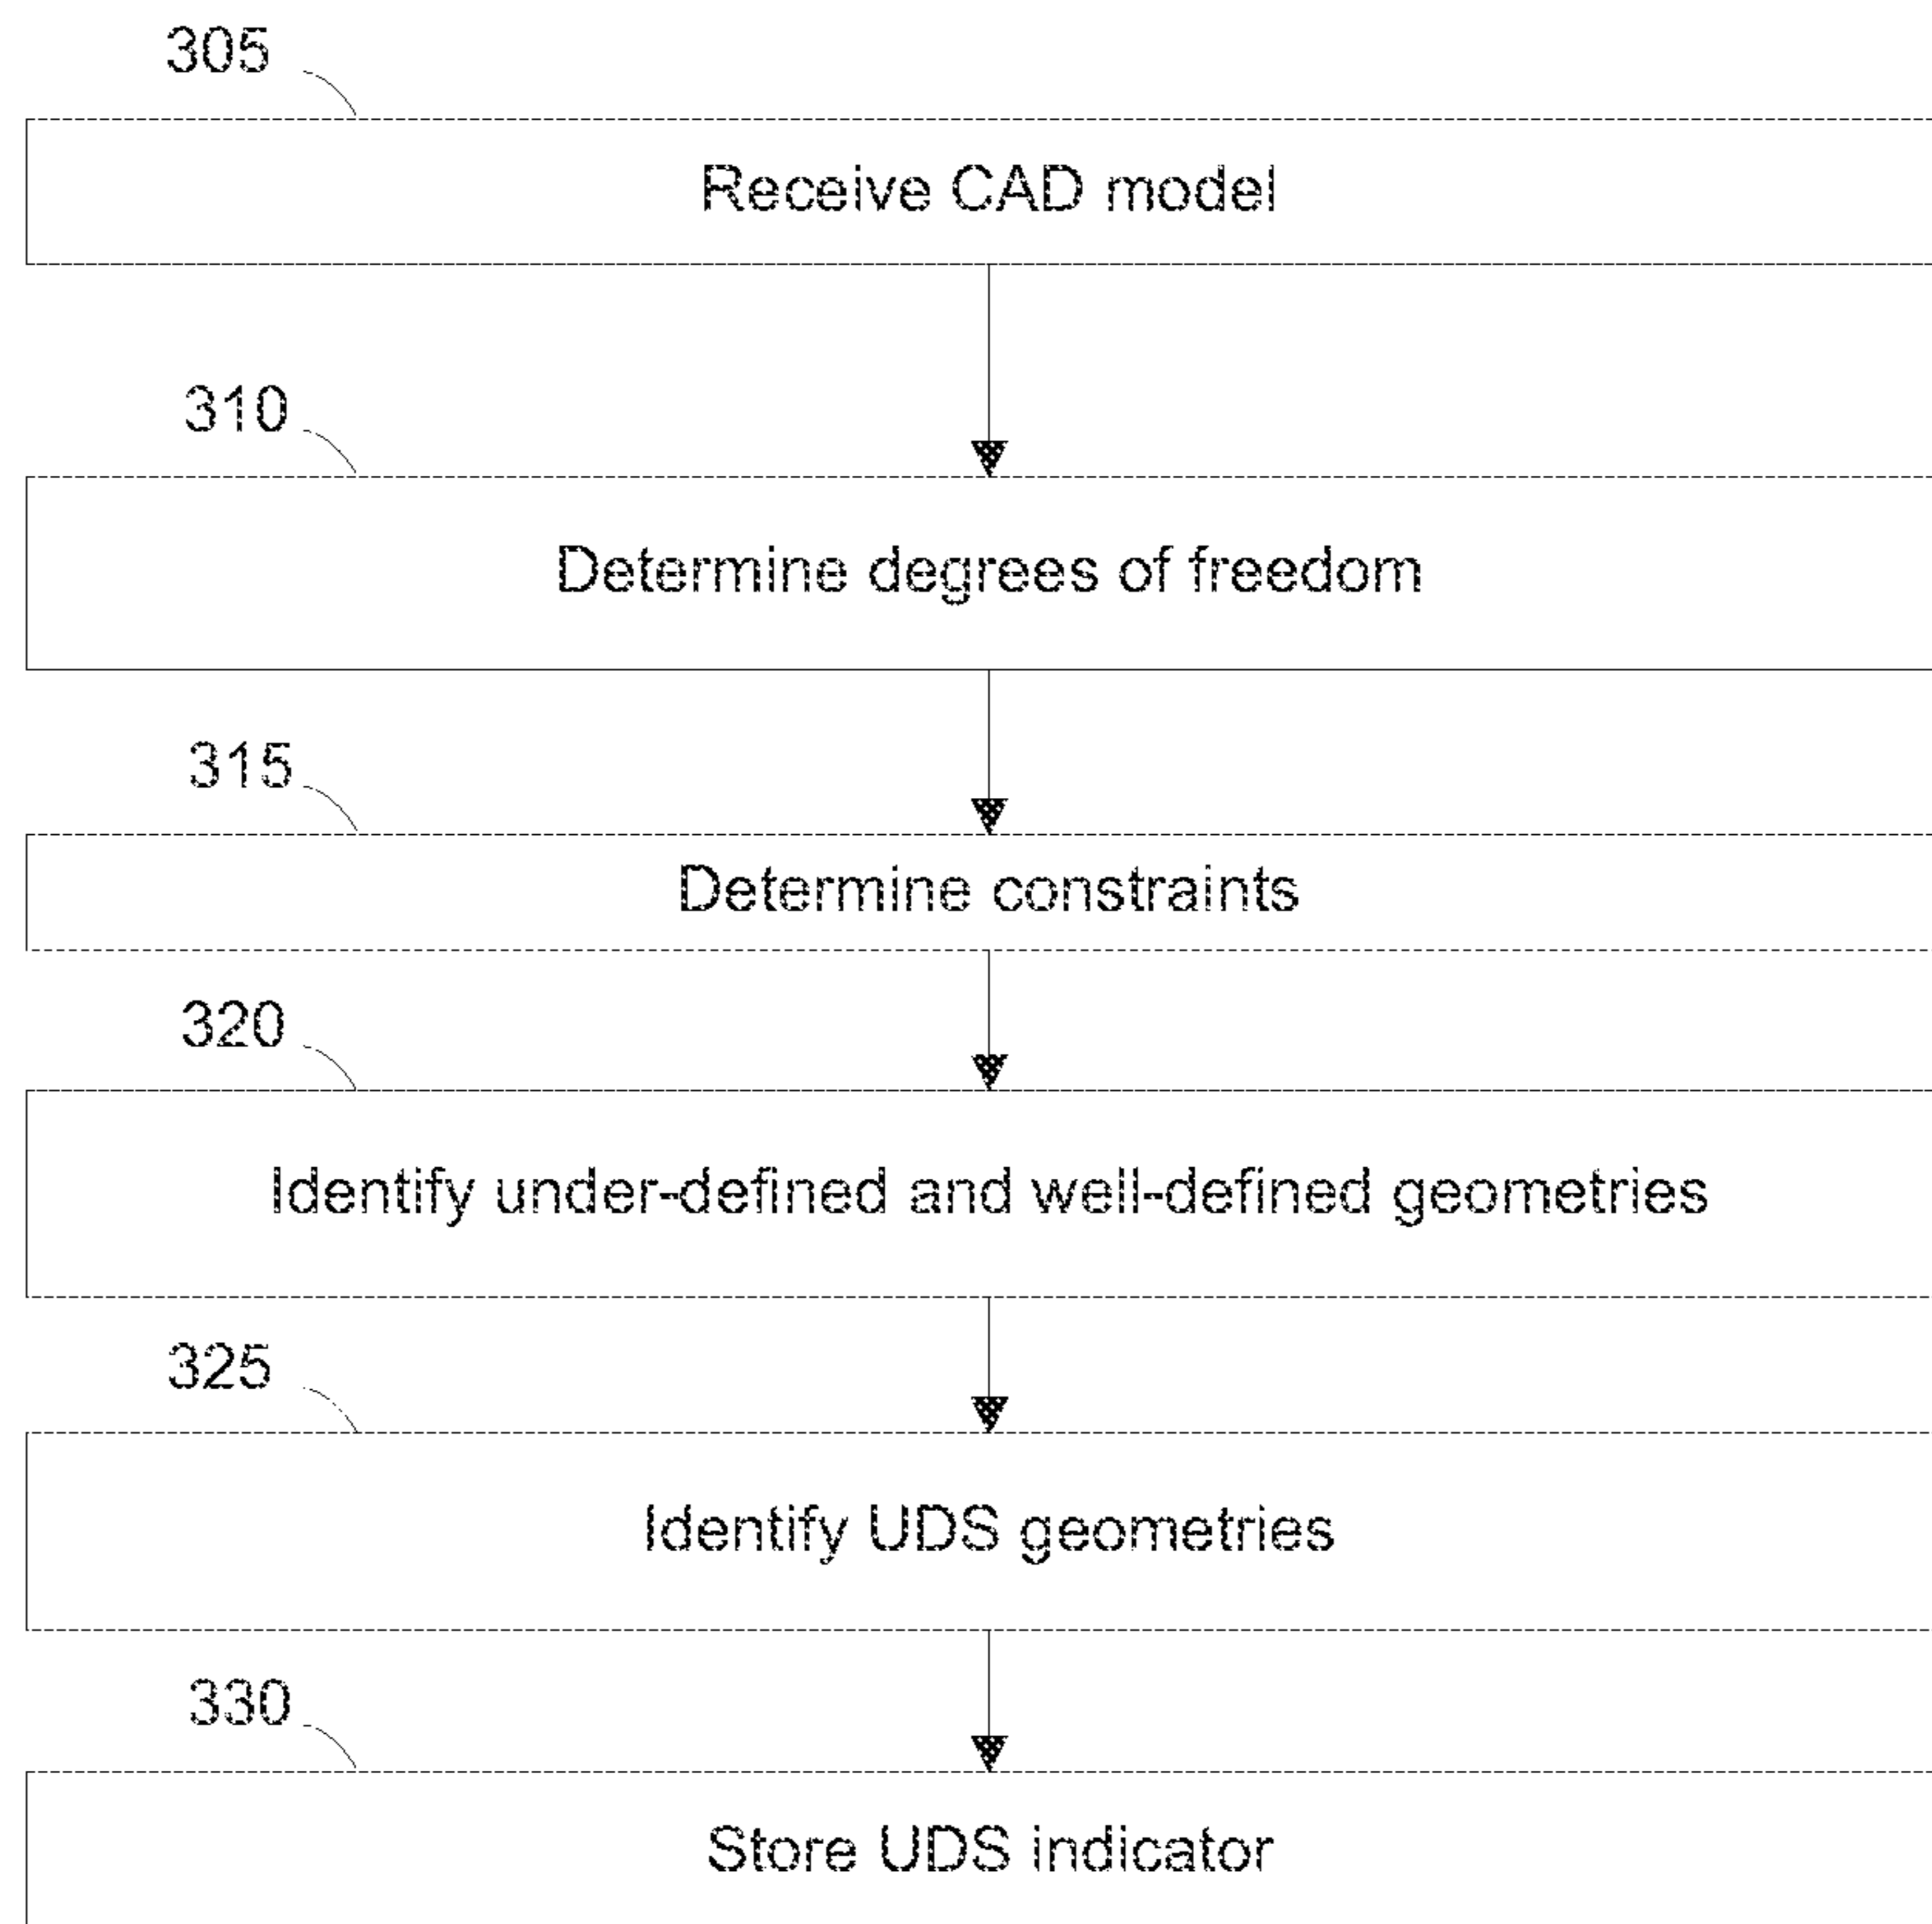 305
Receive CAD model
310
Determine degrees of freedom
315
Determine constraints
320
Identify under-defined and well-defined geometries
325
Identify UDS geometries
330
Store UDS indicator